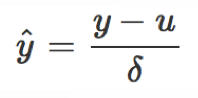 ŷ = (y − u) / δ